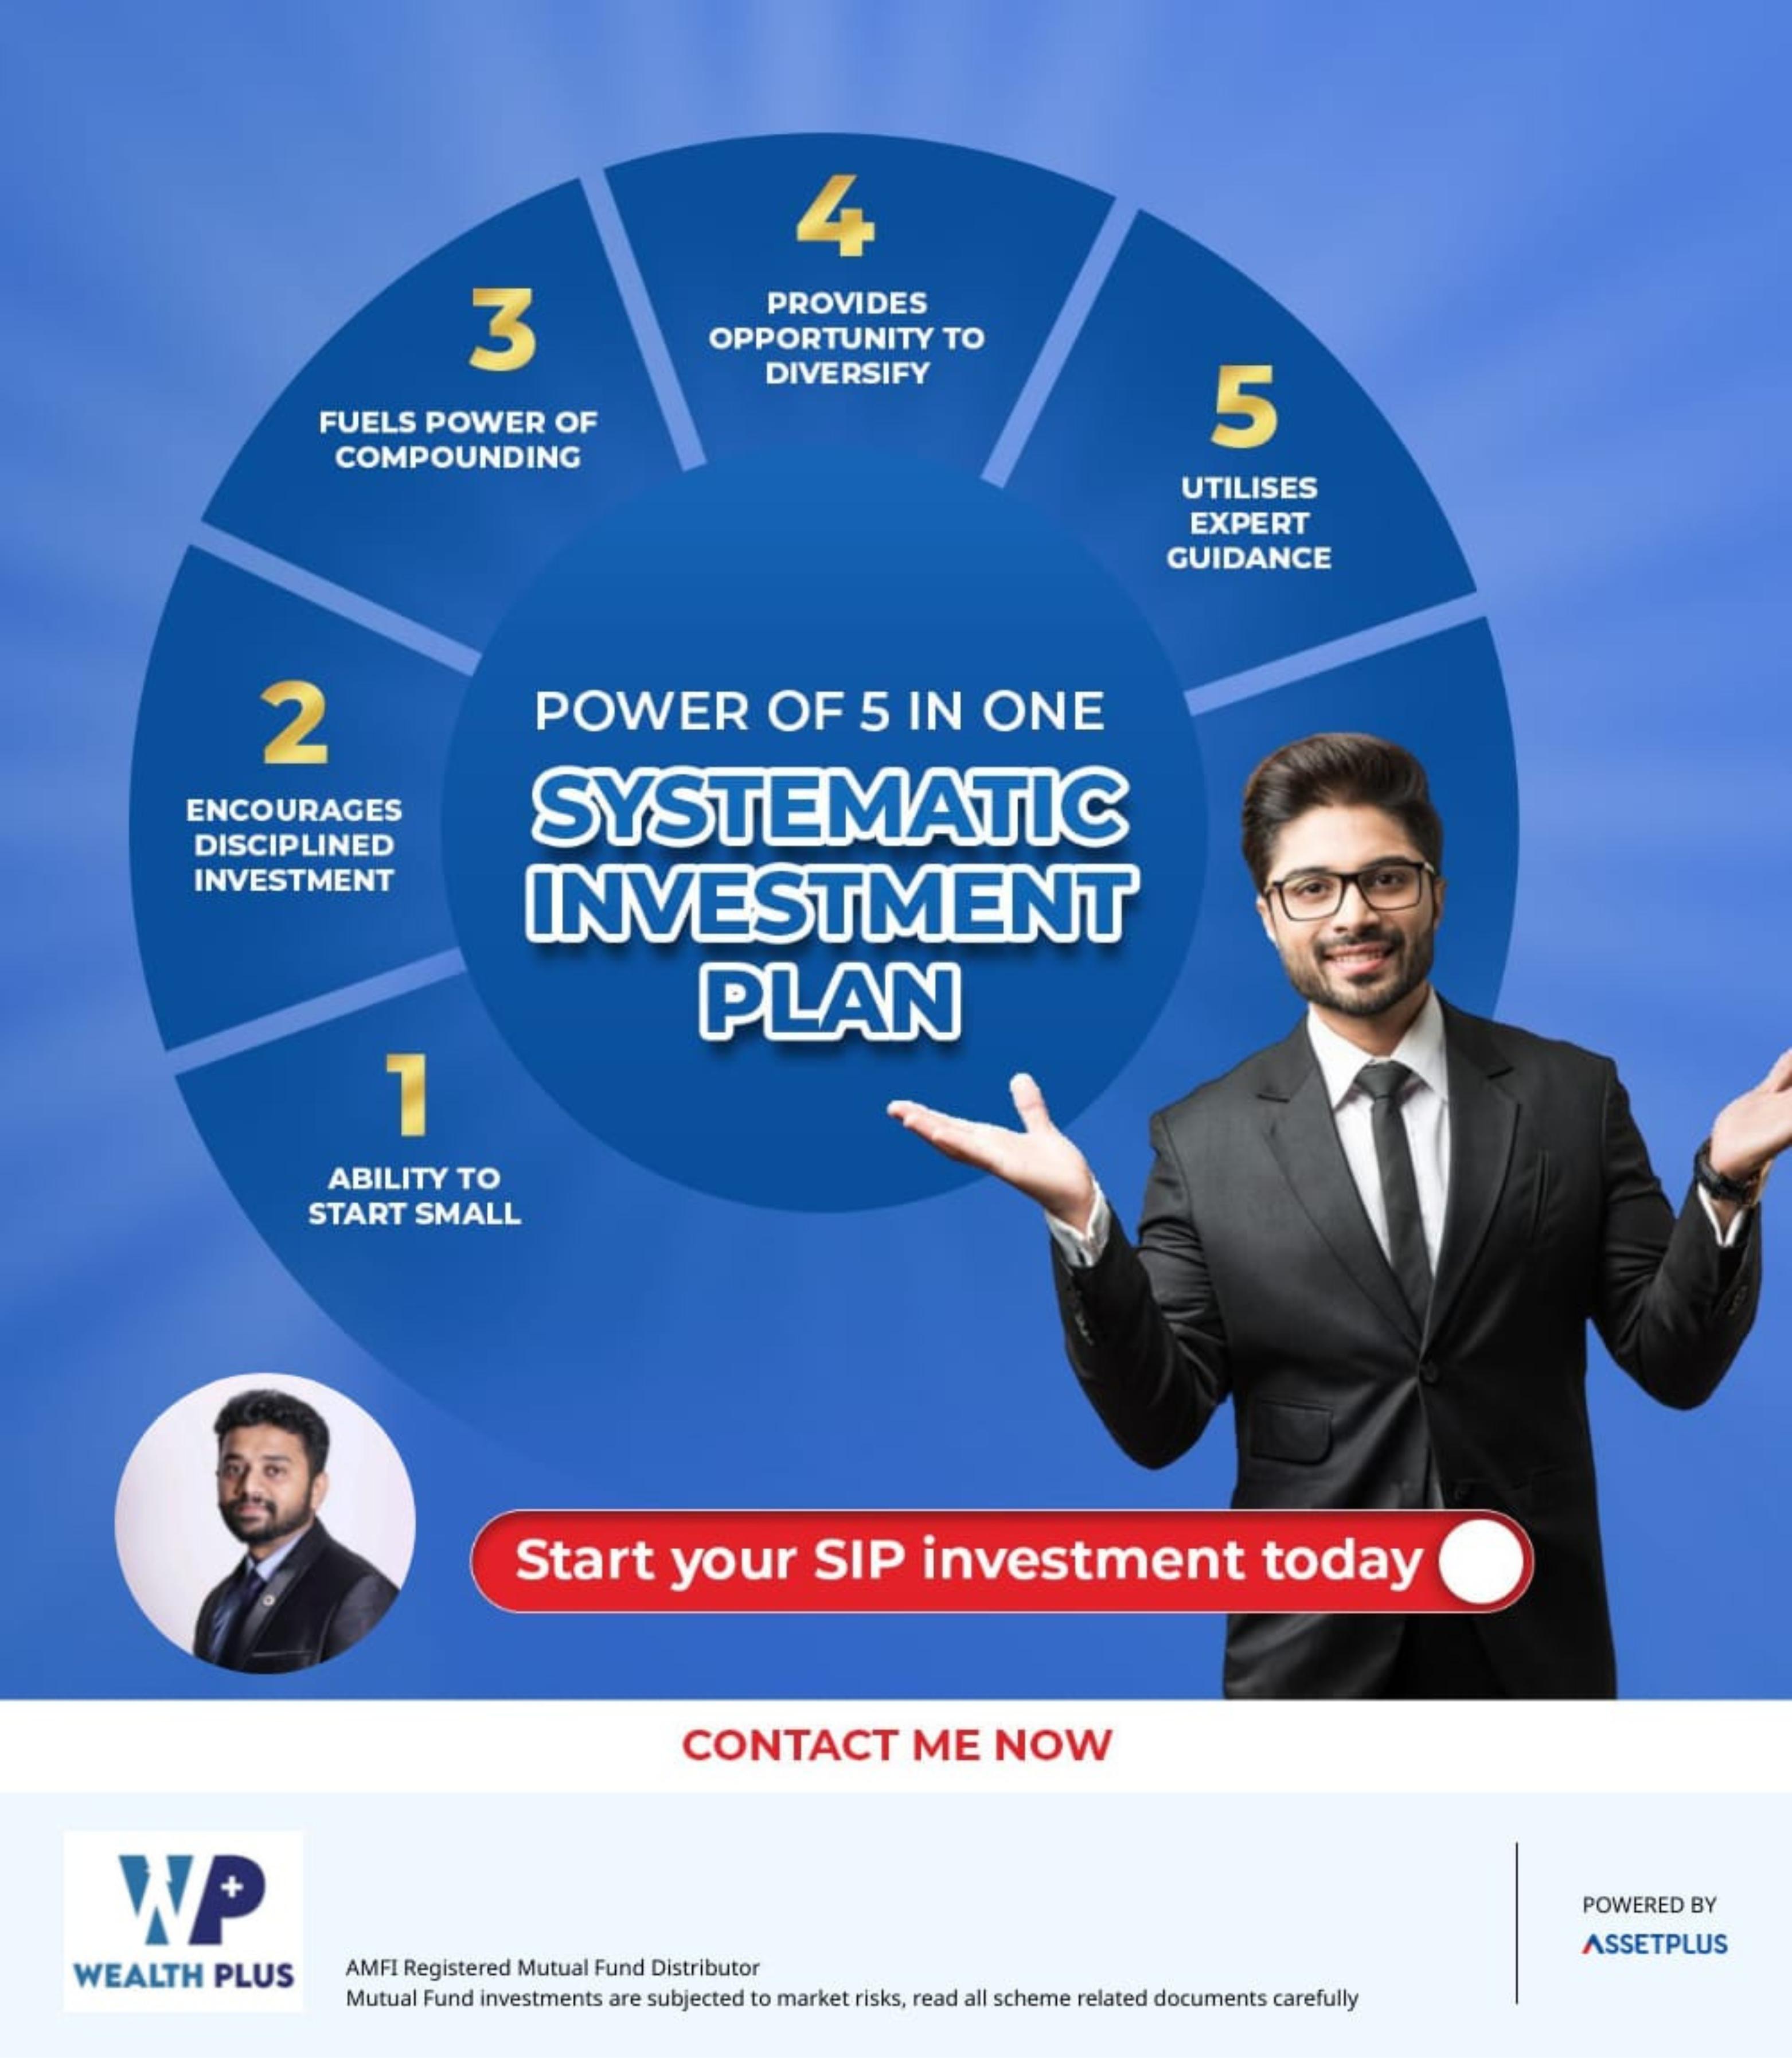 4
PROVIDES
OPPORTUNITY TO
DIVERSIFY
3
FUELS POWER OF
COMPOUNDING
5
UTILISES
EXPERT
GUIDANCE
2
ENCOURAGES
DISCIPLINED
INVESTMENT
POWER OF 5 IN ONE
SYSTEMATIC
INVESTMENT
PLAN
1
ABILITY TO
START SMALL
Start your SIP investment today
CONTACT ME NOW
WP+
WEALTH PLUS
AMFI Registered Mutual Fund Distributor
Mutual Fund investments are subjected to market risks, read all scheme related documents carefully
POWERED BY
ASSETPLUS